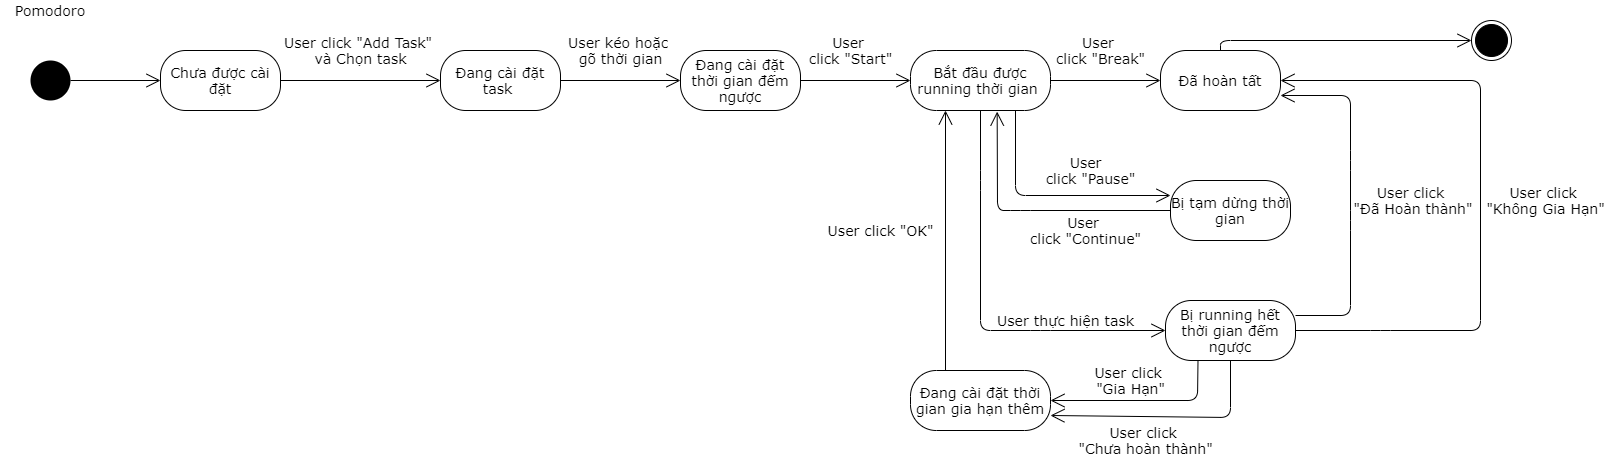 Pomodoro
Chưa được cài
đặt
User click "Add Task"
và Chọn task
Đang cài đặt
task
User kéo hoặc
gõ thời gian
Đang cài đặt
thời gian đếm
ngược
User
click "Start"
Bắt đầu được
running thời gian
User
click "Break"
Đã hoàn tất
User
click "Pause"
Bị tạm dừng thời
gian
User
click "Continue"
User click
"Đã Hoàn thành"
User click
"Không Gia Hạn"
User click "OK"
User thực hiện task
Bị running hết
thời gian đếm
ngược
Đang cài đặt thời
gian gia hạn thêm
User click
"Gia Hạn"
User click
"Chưa hoàn thành"